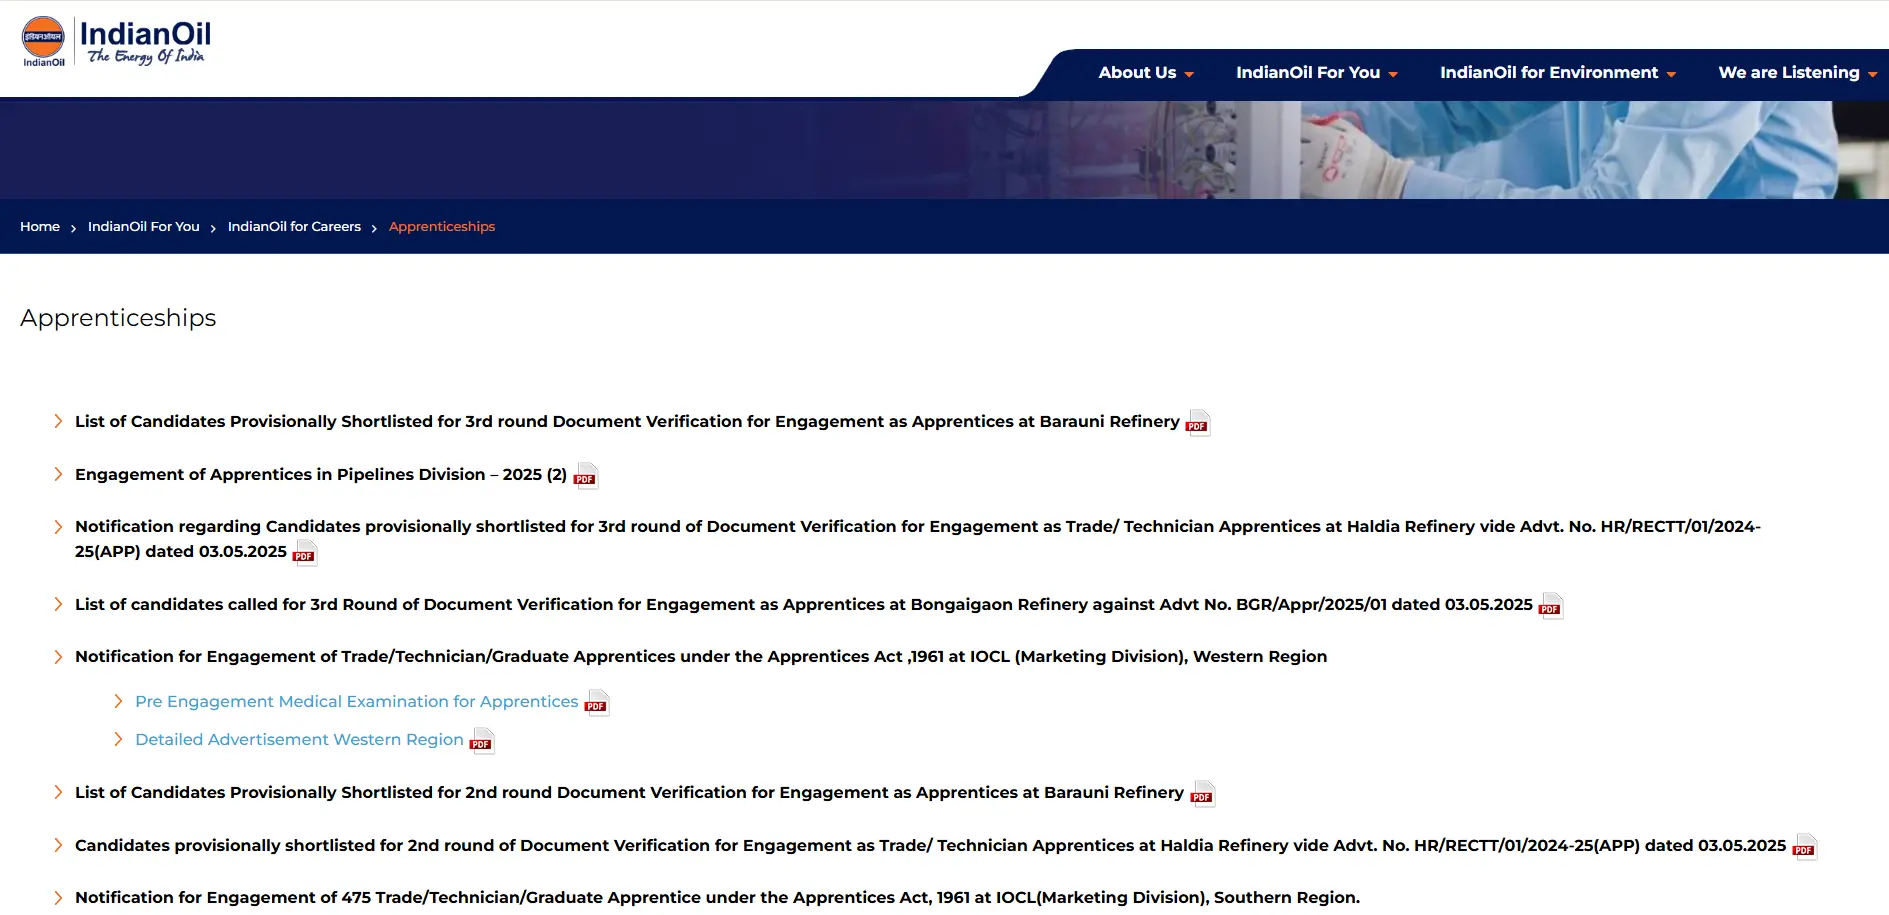 इंडियनऑयल
IndianOil
IndianOil
The Energy Of India
About Us
IndianOil For You
IndianOil for Environment
We are Listening
Home
IndianOil For You
IndianOil for Careers
Apprenticeships
Apprenticeships
List of Candidates Provisionally Shortlisted for 3rd round Document Verification for Engagement as Apprentices at Barauni Refinery PDF
Engagement of Apprentices in Pipelines Division – 2025 (2) PDF
Notification regarding Candidates provisionally shortlisted for 3rd round of Document Verification for Engagement as Trade/ Technician Apprentices at Haldia Refinery vide Advt. No. HR/RECTT/01/2024-
25(APP) dated 03.05.2025 PDF
List of candidates called for 3rd Round of Document Verification for Engagement as Apprentices at Bongaigaon Refinery against Advt No. BGR/Appr/2025/01 dated 03.05.2025 PDF
Notification for Engagement of Trade/Technician/Graduate Apprentices under the Apprentices Act ,1961 at IOCL (Marketing Division), Western Region
Pre Engagement Medical Examination for Apprentices PDF
Detailed Advertisement Western Region PDF
List of Candidates Provisionally Shortlisted for 2nd round Document Verification for Engagement as Apprentices at Barauni Refinery PDF
Candidates provisionally shortlisted for 2nd round of Document Verification for Engagement as Trade/ Technician Apprentices at Haldia Refinery vide Advt. No. HR/RECTT/01/2024-25(APP) dated 03.05.2025 PDF
Notification for Engagement of 475 Trade/Technician/Graduate Apprentice under the Apprentices Act, 1961 at IOCL(Marketing Division), Southern Region.